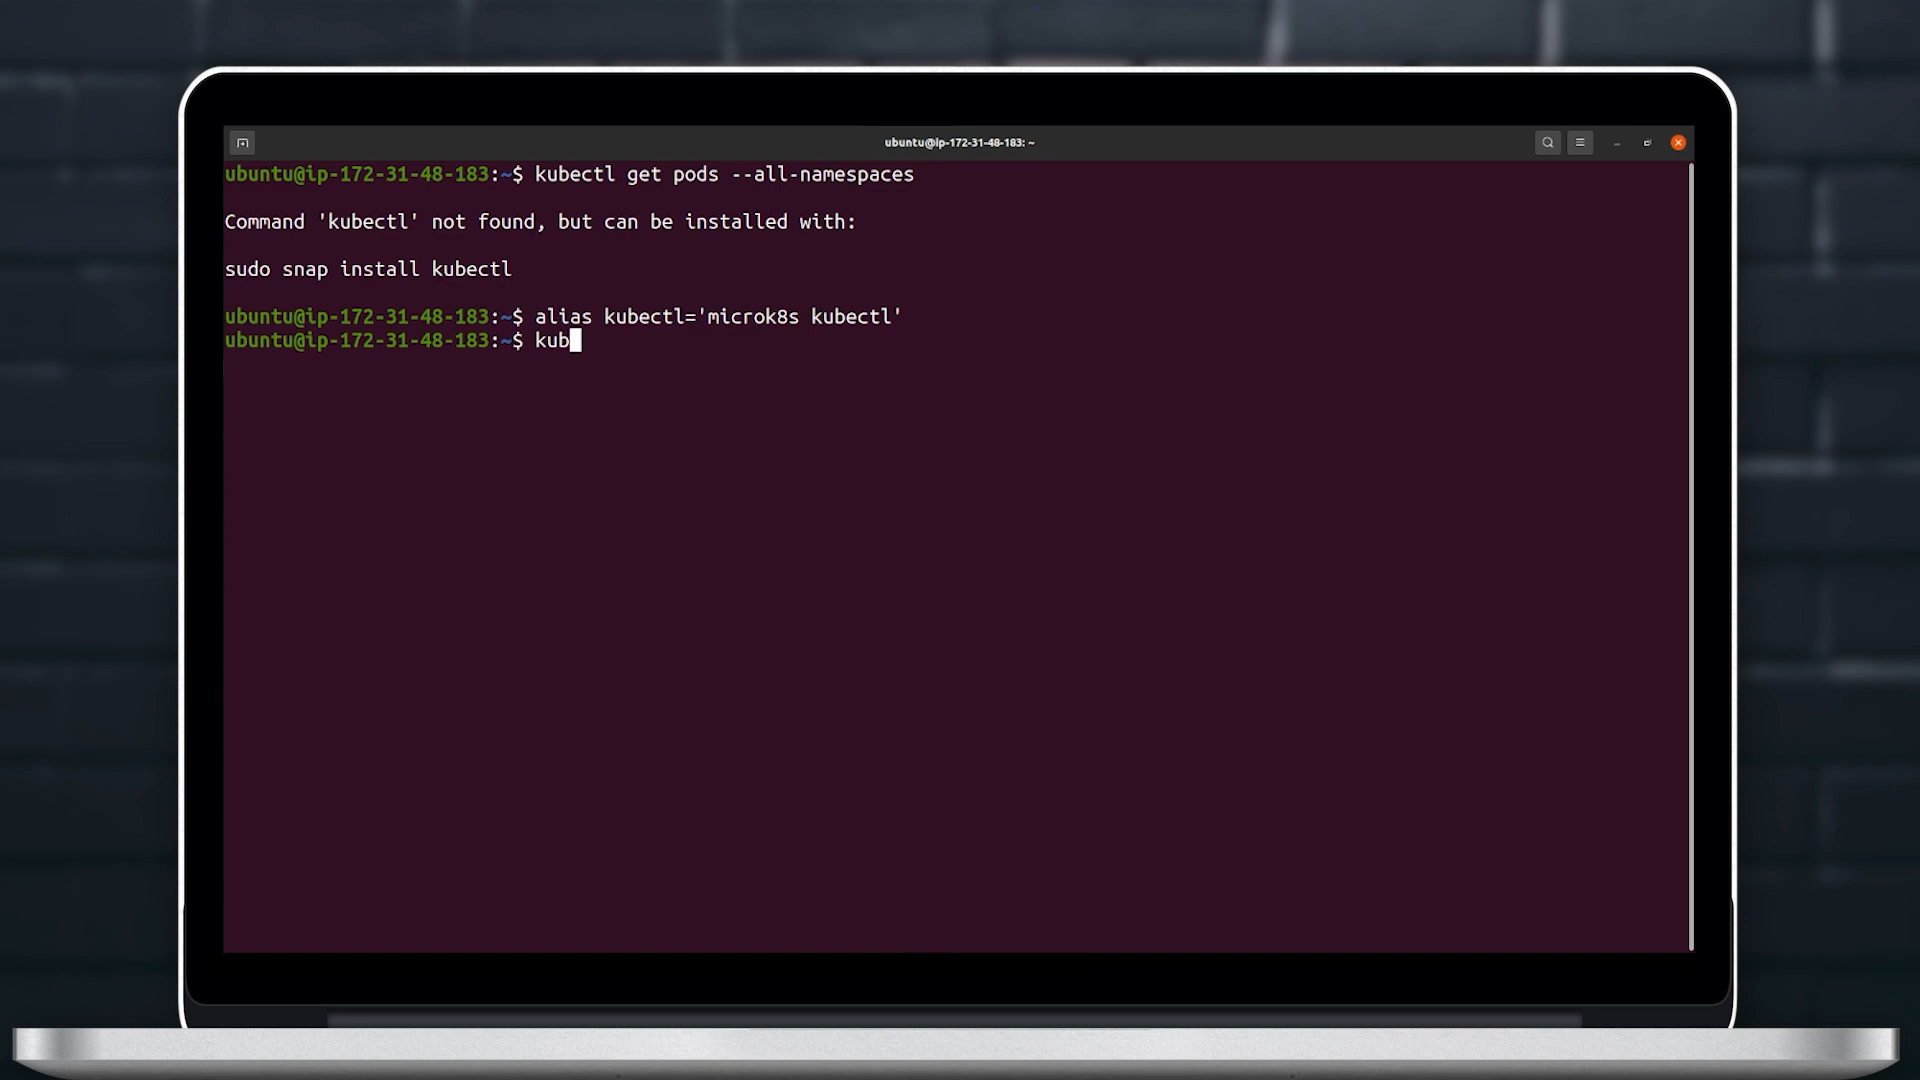 ubuntu@ip-172-31-48-183: ~
ubuntu@ip-172-31-48-183:~$ kubectl get pods --all-namespaces
Command 'kubectl' not found, but can be installed with:
sudo snap install kubectl
ubuntu@ip-172-31-48-183:~$ alias kubectl='microk8s kubectl'
ubuntu@ip-172-31-48-183:~$ kub